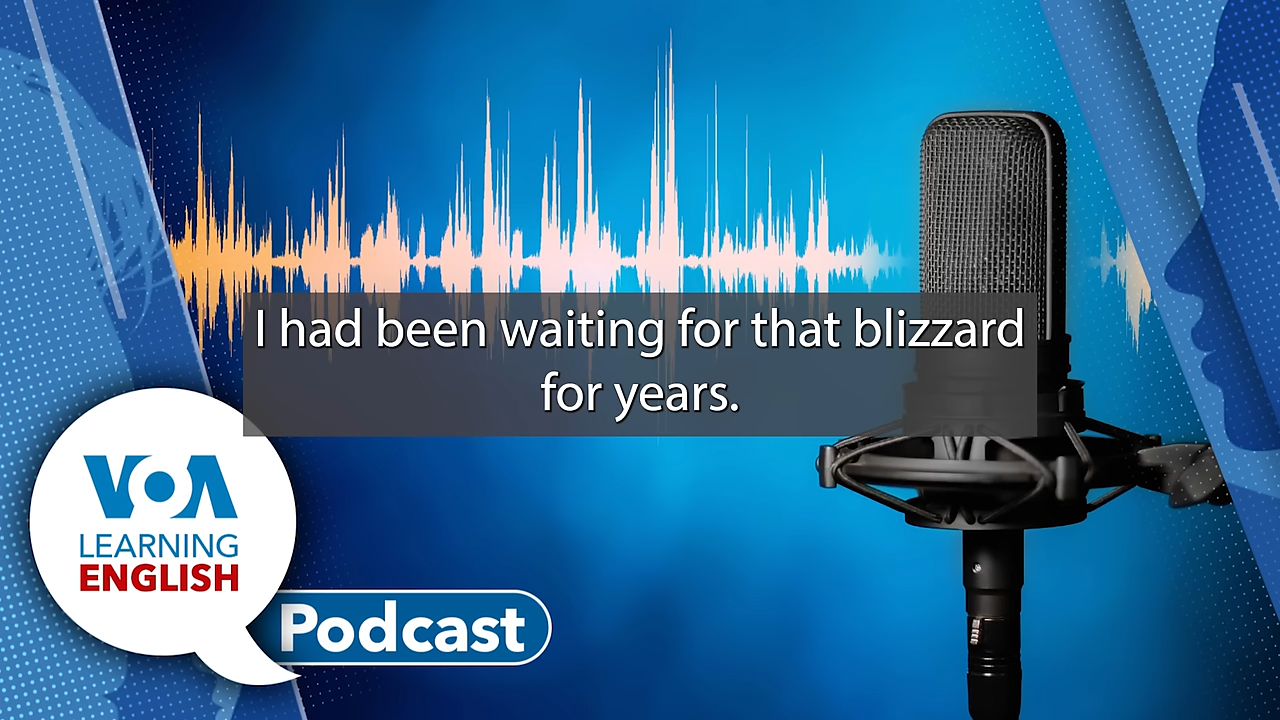 I had been waiting for that blizzard
for years.
VOA
LEARNING
ENGLISH
Podcast